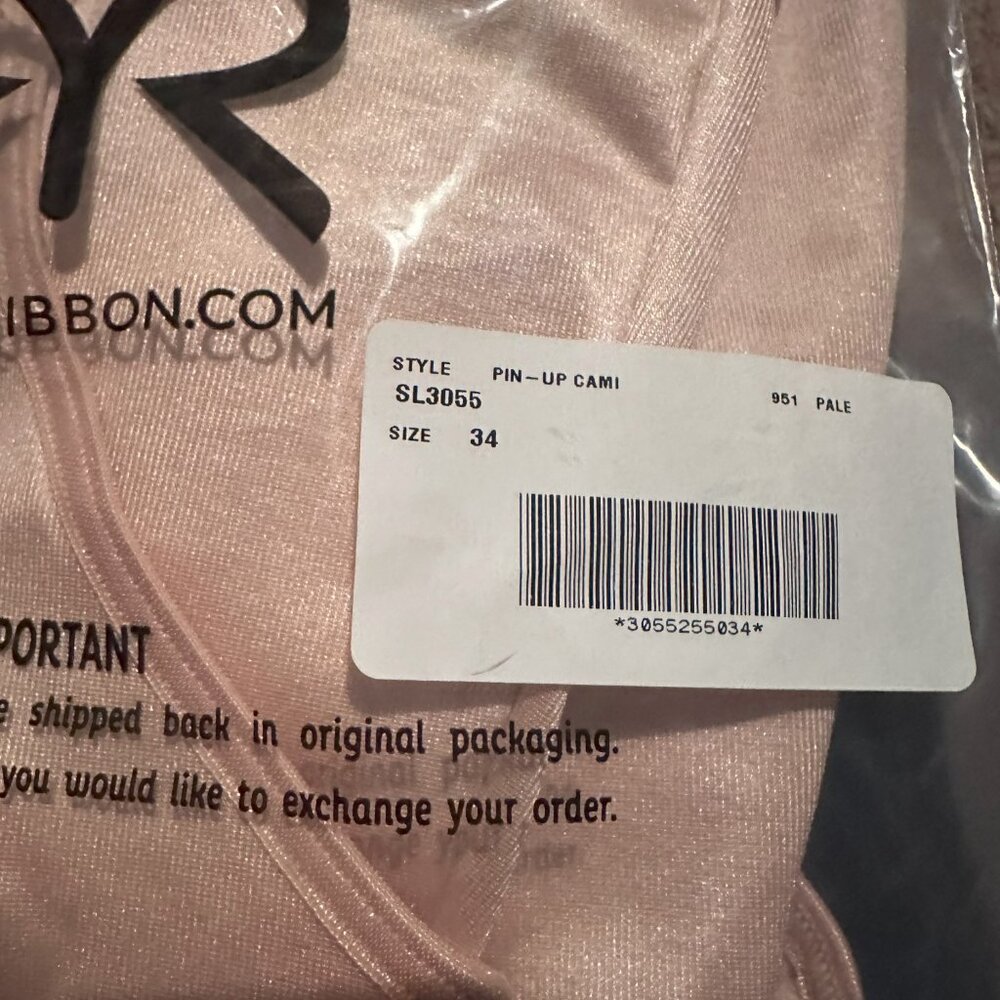 YR
IBBON.COM
STYLE PIN-UP CAMI
SL3055 951 PALE
SIZE 34
*3055255034*
PORTANT
e shipped back in original packaging.
you would like to exchange your order.